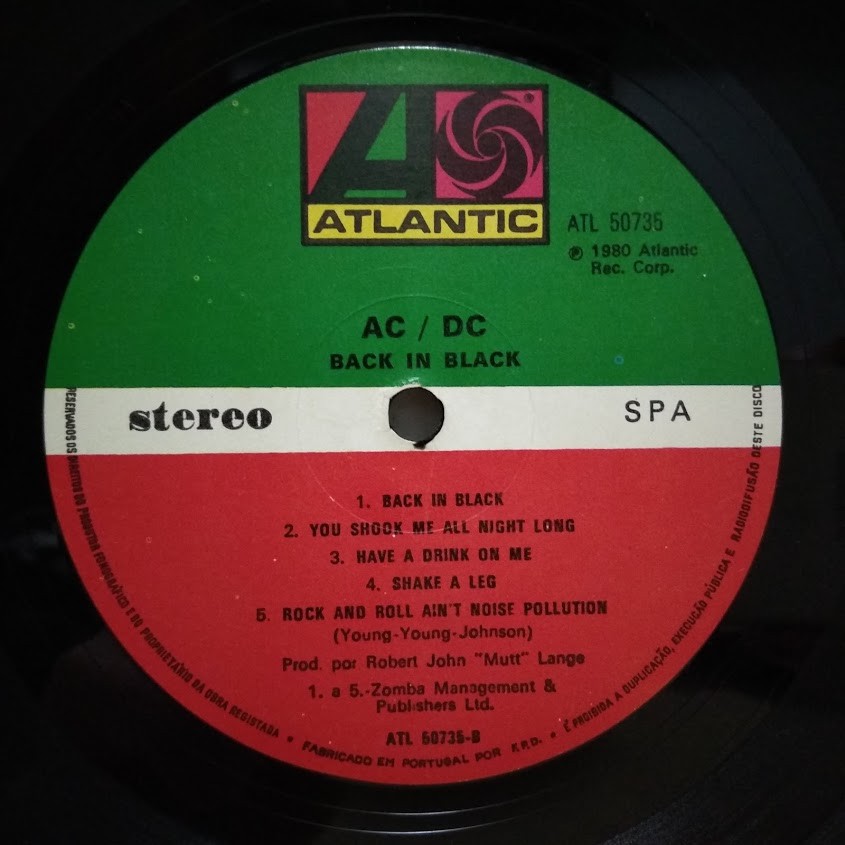 ATLANTIC
®
ATL 50735
℗ 1980 Atlantic
Rec. Corp.
AC / DC
BACK IN BLACK
stereo
SPA
1. BACK IN BLACK
2. YOU SHOOK ME ALL NIGHT LONG
3. HAVE A DRINK ON ME
4. SHAKE A LEG
5. ROCK AND ROLL AIN'T NOISE POLLUTION
(Young-Young-Johnson)
Prod. por Robert John "Mutt" Lange
1. a 5.-Zomba Management &
Publishers Ltd.
ATL 50735-B
RESERVADOS OS DIREITOS DO PRODUTOR FONOGRÁFICO E DO PROPRIETÁRIO DA OBRA REGISTADA • FABRICADO EM PORTUGAL POR F.P.D. • É PROIBIDA A DUPLICAÇÃO, EXECUÇÃO PÚBLICA E RADIODIFUSÃO DESTE DISCO